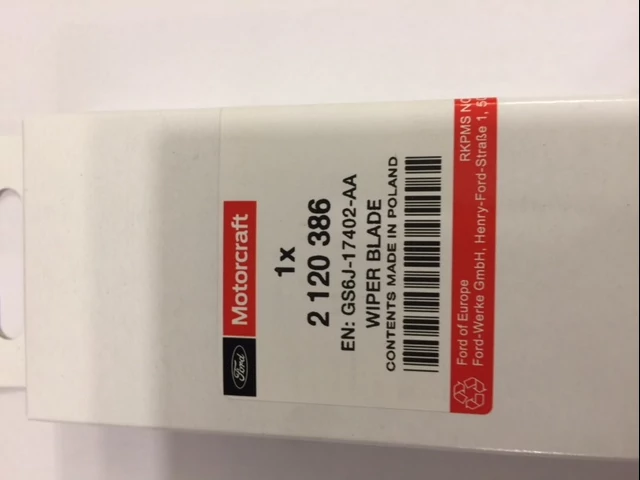 Ford Motorcraft
1x
2 120 386
EN: GS6J-17402-AA
WIPER BLADE
CONTENTS MADE IN POLAND
Ford of Europe RKPMS
Ford-Werke GmbH, Henry-Ford-Straße 1,